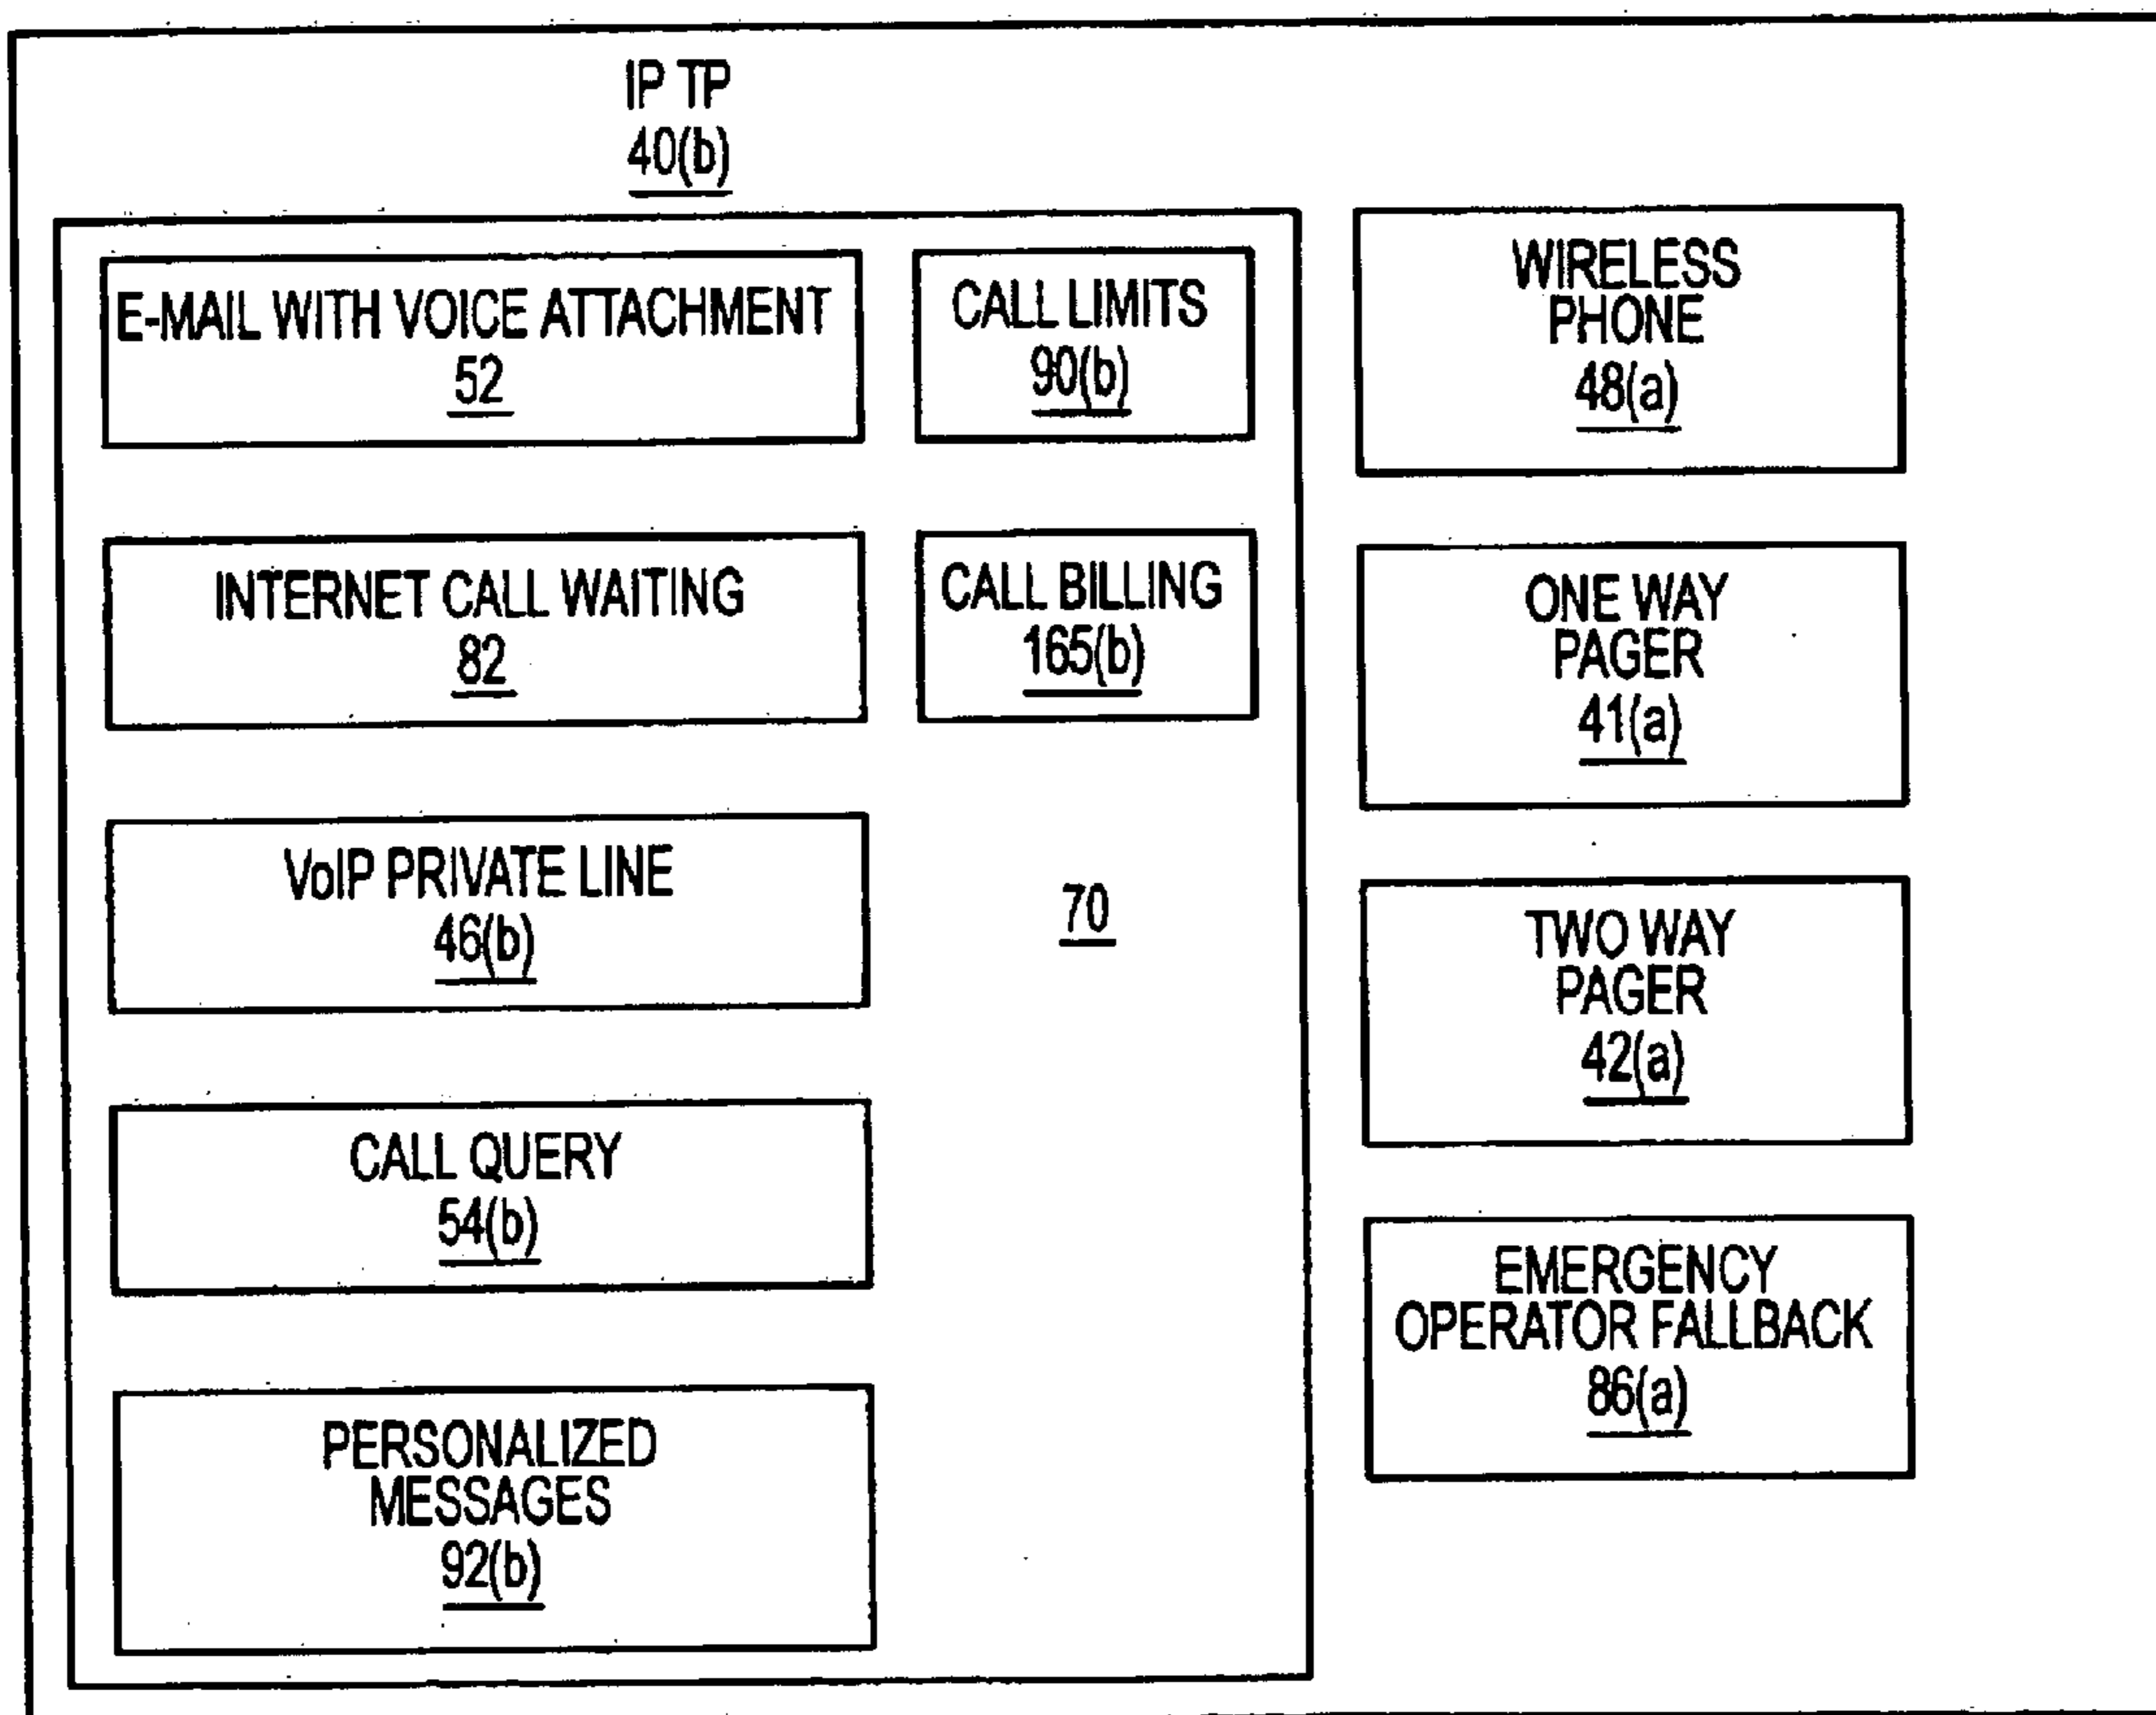 IP TP
40(b)
E-MAIL WITH VOICE ATTACHMENT
52
CALL LIMITS
90(b)
INTERNET CALL WAITING
82
CALL BILLING
165(b)
VoIP PRIVATE LINE
46(b)
70
CALL QUERY
54(b)
PERSONALIZED
MESSAGES
92(b)
WIRELESS
PHONE
48(a)
ONE WAY
PAGER
41(a)
TWO WAY
PAGER
42(a)
EMERGENCY
OPERATOR FALLBACK
86(a)